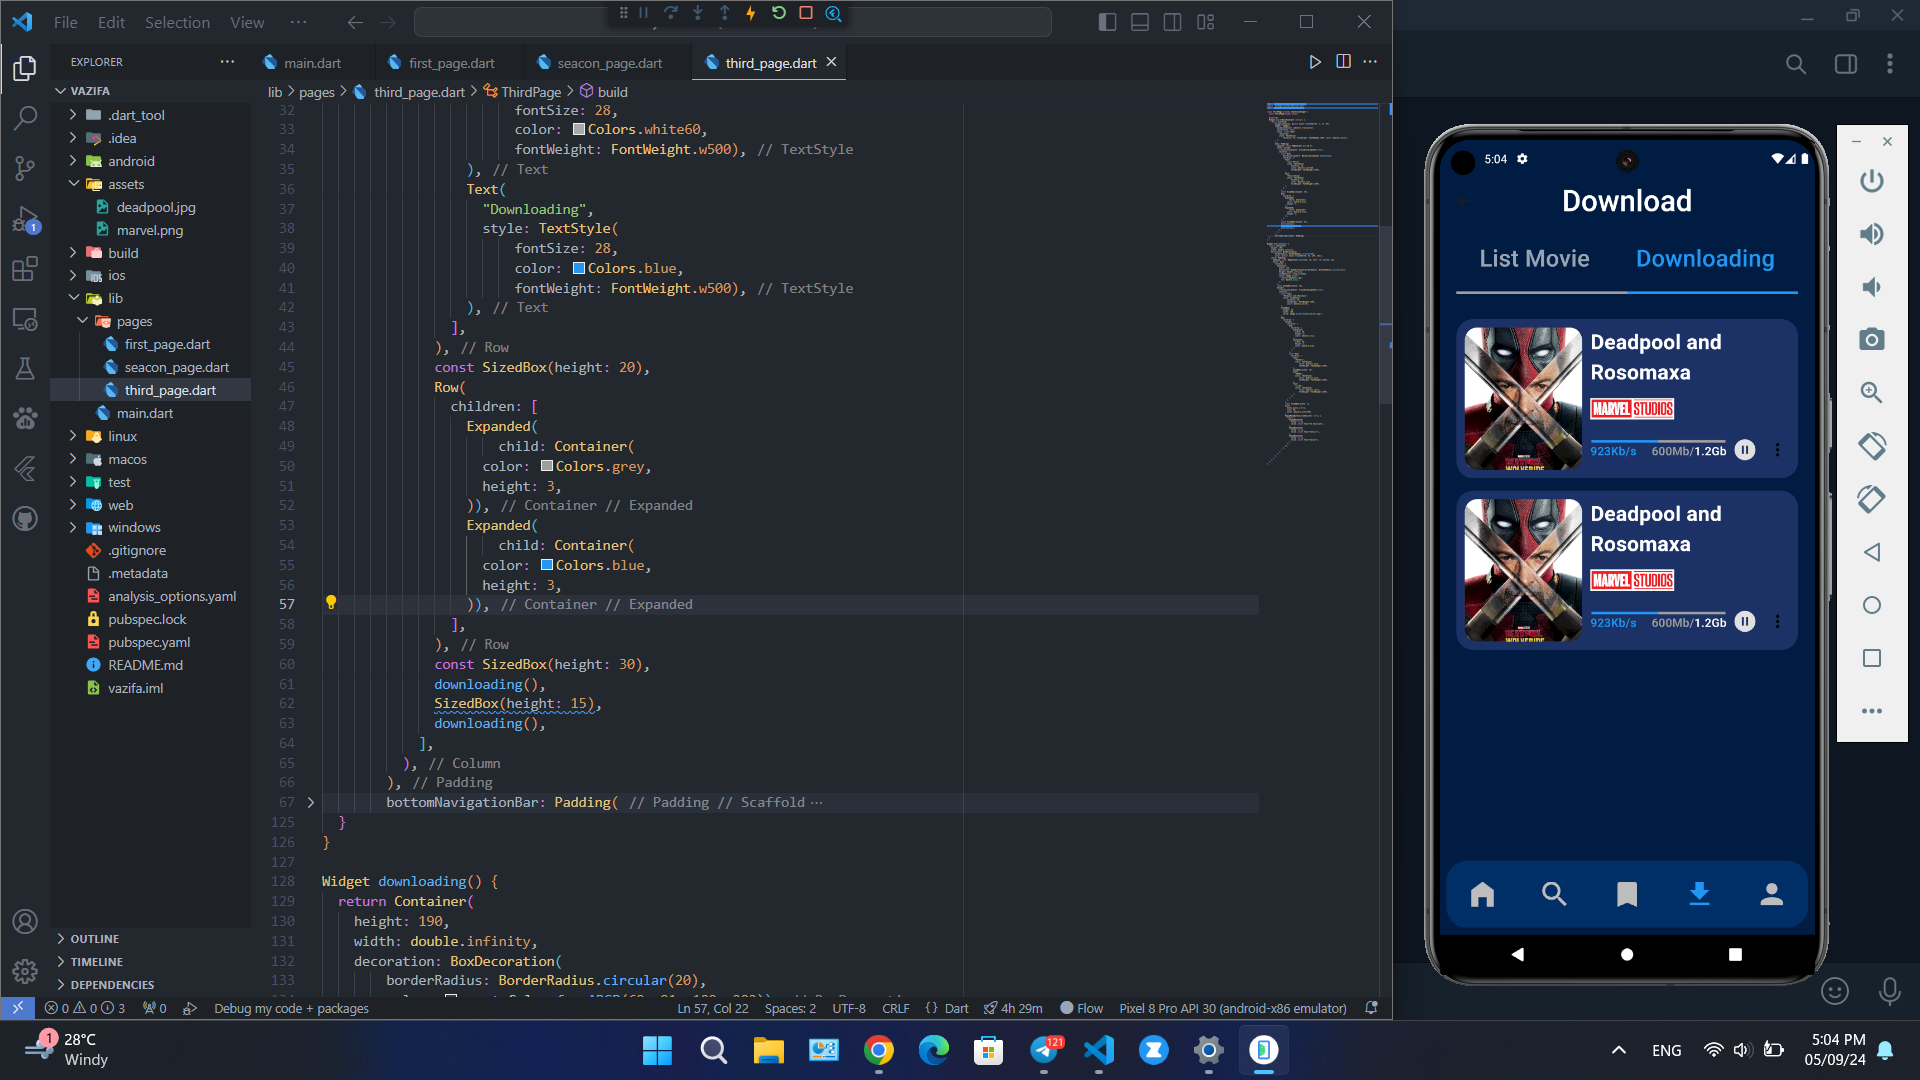 File Edit Selection View ···
EXPLORER ···
main.dart
first_page.dart
seacon_page.dart
third_page.dart
VAZIFA
lib > pages > third_page.dart > ThirdPage > build
.dart_tool
.idea
android
assets
deadpool.jpg
marvel.png
build
ios
lib
pages
first_page.dart
seacon_page.dart
third_page.dart
main.dart
linux
macos
test
web
windows
.gitignore
.metadata
analysis_options.yaml
pubspec.lock
pubspec.yaml
README.md
vazifa.iml
OUTLINE
TIMELINE
DEPENDENCIES
32 fontSize: 28,
33 color: Colors.white60,
34 fontWeight: FontWeight.w500), // TextStyle
35 ), // Text
36 Text(
37 "Downloading",
38 style: TextStyle(
39 fontSize: 28,
40 color: Colors.blue,
41 fontWeight: FontWeight.w500), // TextStyle
42 ), // Text
43 ],
44 ), // Row
45 const SizedBox(height: 20),
46 Row(
47 children: [
48 Expanded(
49 child: Container(
50 color: Colors.grey,
51 height: 3,
52 )), // Container // Expanded
53 Expanded(
54 child: Container(
55 color: Colors.blue,
56 height: 3,
57 )), // Container // Expanded
58 ],
59 ), // Row
60 const SizedBox(height: 30),
61 downloading(),
62 SizedBox(height: 15),
63 downloading(),
64 ],
65 ), // Column
66 ), // Padding
67 bottomNavigationBar: Padding( // Padding // Scaffold ···
125 }
126 }
127
128 Widget downloading() {
129 return Container(
130 height: 190,
131 width: double.infinity,
132 decoration: BoxDecoration(
133 borderRadius: BorderRadius.circular(20),
5:04
Download
List Movie Downloading
Deadpool and
Rosomaxa
MARVEL STUDIOS
923Kb/s 600Mb/1.2Gb
Deadpool and
Rosomaxa
MARVEL STUDIOS
923Kb/s 600Mb/1.2Gb
1
0 0 3 0 Debug my code + packages Ln 57, Col 22 Spaces: 2 UTF-8 CRLF {} Dart 4h 29m Flow Pixel 8 Pro API 30 (android-x86 emulator)
1
28°C
Windy
121
ENG
5:04 PM
05/09/24